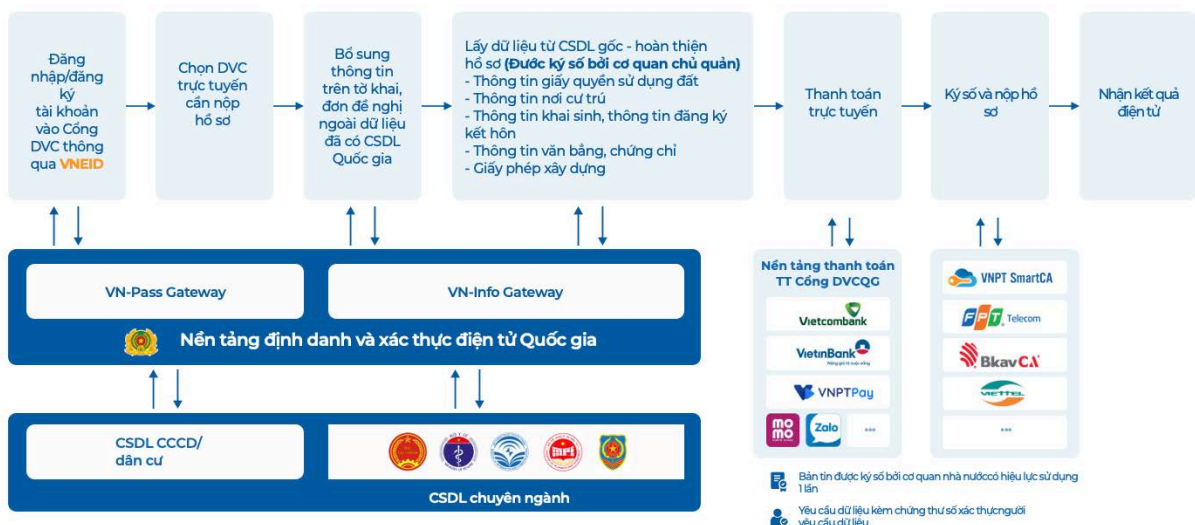 Đăng
nhập/đăng
ký
tài khoản
vào Cổng
DVC thông
qua VNEID
Chọn DVC
trực tuyến
cần nộp
hồ sơ
Bổ sung
thông tin
trên tờ khai,
đơn đề nghị
ngoài dữ liệu
đã có CSDL
Quốc gia
Lấy dữ liệu từ CSDL gốc - hoàn thiện
hồ sơ (Được ký số bởi cơ quan chủ quản)
- Thông tin giấy quyền sử dụng đất
- Thông tin nơi cư trú
- Thông tin khai sinh, thông tin đăng ký
kết hôn
- Thông tin văn bằng, chứng chỉ
- Giấy phép xây dựng
Thanh toán
trực tuyến
Ký số và nộp hồ
sơ
Nhận kết quả
điện tử
VN-Pass Gateway
VN-Info Gateway
Nền tảng định danh và xác thực điện tử Quốc gia
CSDL CCCD/
dân cư
mpi
CSDL chuyên ngành
Nền tảng thanh toán
TT Cổng DVCQG
Vietcombank
VietinBank
VNPTPay
mo
mo
Zalo
...
VNPT SmartCA
FPT Telecom
BkavCA
VIETTEL
...
Bản tin được ký số bởi cơ quan nhà nướccó hiệu lực sử dụng
1 lần
Yêu cầu dữ liệu kèm chứng thư số xác thựcngười
yêu cầu dữ liệu